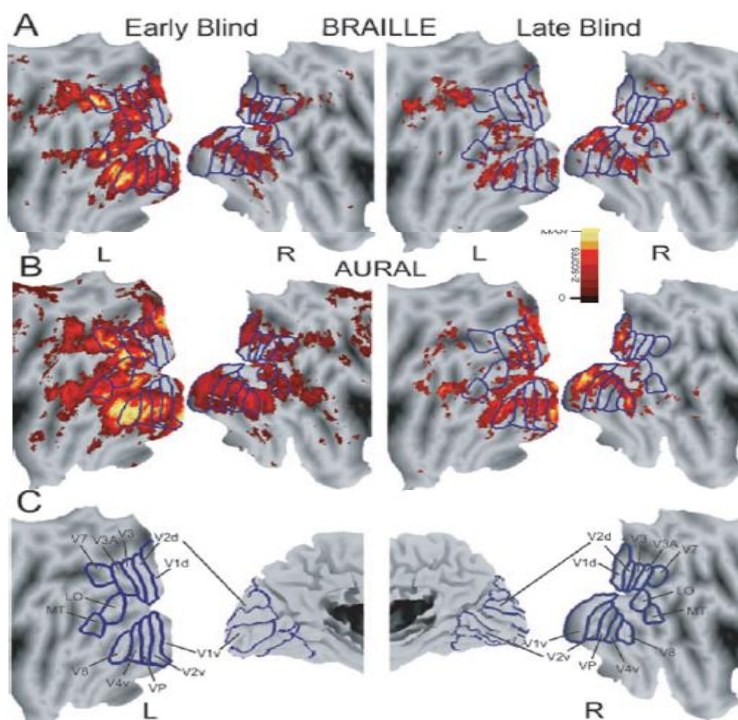 A Early Blind BRAILLE Late Blind
L R L R
z-scores
0
B AURAL
C
V7 V3A V3 V2d V1d
LO
MT
V8 V4v VP V2v V1v
L
V2d V3 V3A V7
V1d
LO
MT
V1v V2v VP V4v V8
R